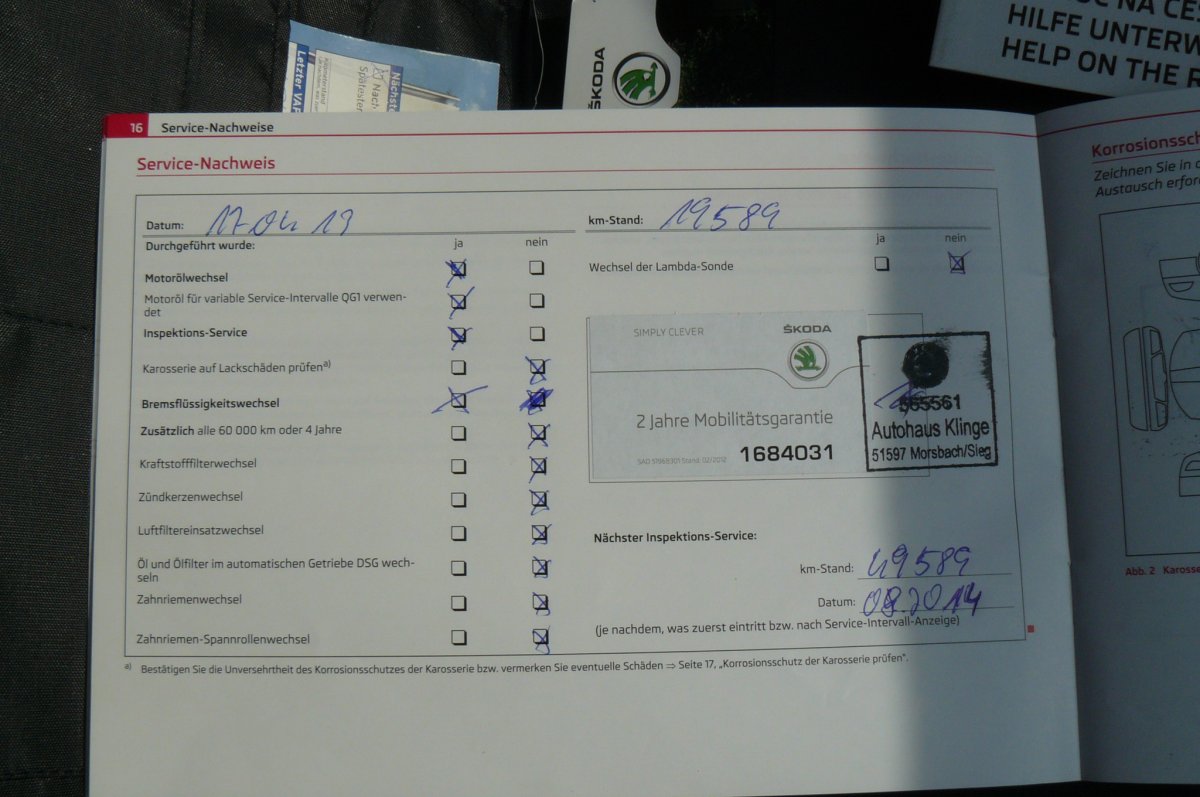 Letzter
Nächste
ŠKODA
NA
HILFE UNTERW
HELP ON THE R
16 Service-Nachweise
Service-Nachweis
Datum: 17.04.13
km-Stand: 19589
Durchgeführt wurde: ja nein
ja nein
Motorölwechsel
Wechsel der Lambda-Sonde
Motoröl für variable Service-Intervalle QG1 verwen-
det
Inspektions-Service
Karosserie auf Lackschäden prüfen a)
Bremsflüssigkeitswechsel
Zusätzlich alle 60 000 km oder 4 Jahre
Kraftstofffilterwechsel
Zündkerzenwechsel
Luftfiltereinsatzwechsel
Öl und Ölfilter im automatischen Getriebe DSG wech-
seln
Zahnriemenwechsel
Zahnriemen-Spannrollenwechsel
SIMPLY CLEVER
ŠKODA
2 Jahre Mobilitätsgarantie
1684031
565561
Autohaus Klinge
51597 Morsbach/Sieg
Nächster Inspektions-Service:
km-Stand: 49589
Datum: 08.2014
(je nachdem, was zuerst eintritt bzw. nach Service-Intervall-Anzeige)
a) Bestätigen Sie die Unversehrtheit des Korrosionsschutzes der Karosserie bzw. vermerken Sie eventuelle Schäden ⇒ Seite 17, „Korrosionsschutz der Karosserie prüfen".
Korrosionssch
Zeichnen Sie in
Austausch erfor
Abb. 2 Karosse